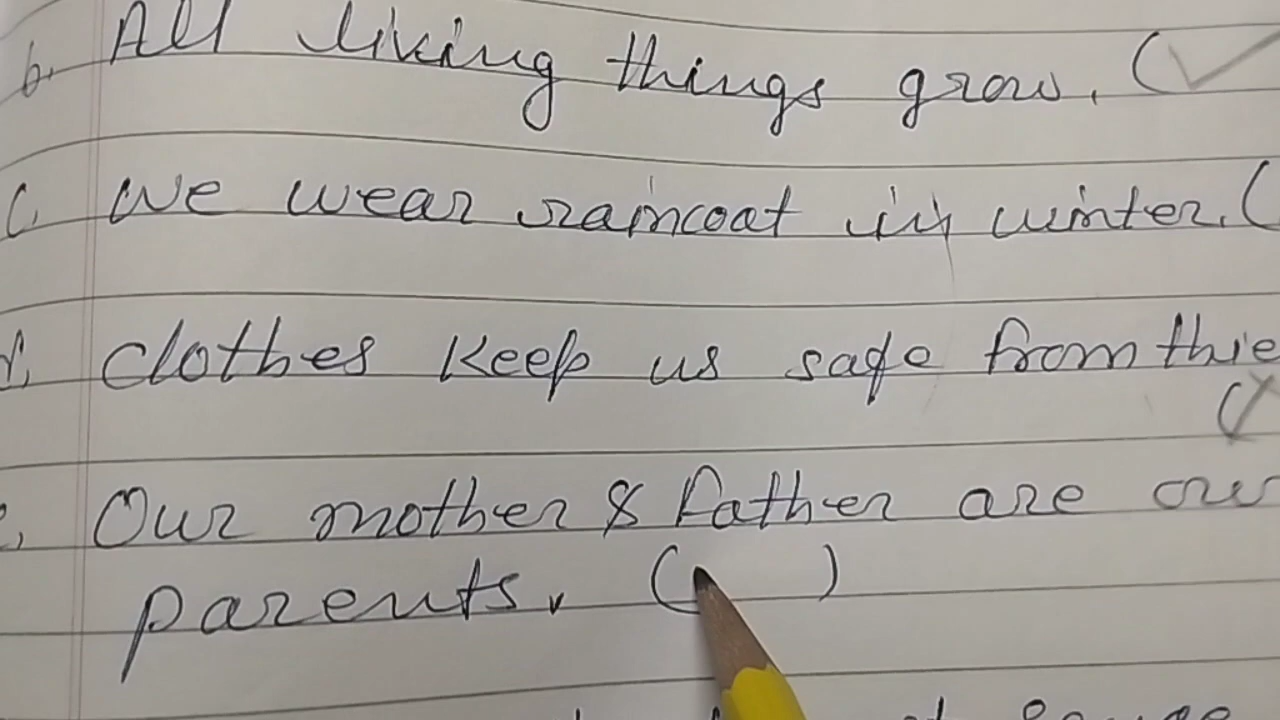 b. All living things grow. (✓
c. We wear raincoat in winter. (
d. Clothes keep us safe from thie
(✗
e. Our mother & father are our
parents. ( )